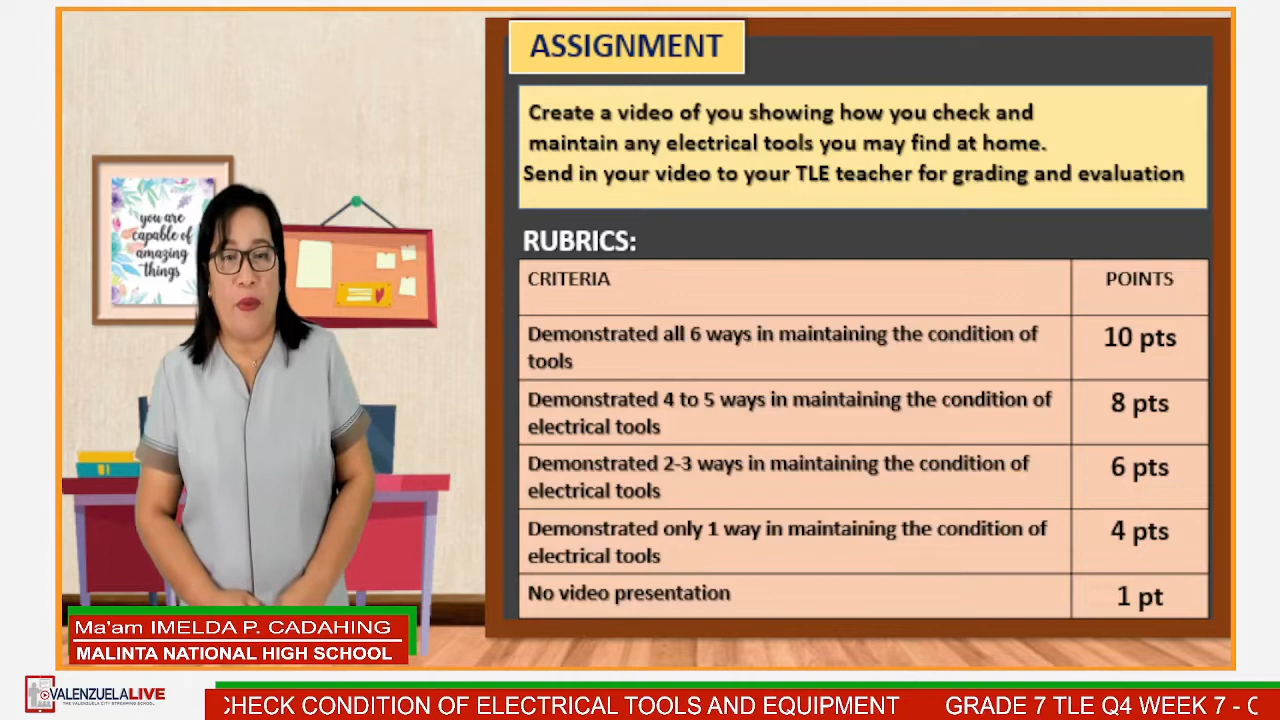 ASSIGNMENT
Create a video of you showing how you check and
maintain any electrical tools you may find at home.
Send in your video to your TLE teacher for grading and evaluation
you are
capable of
amazing
things
RUBRICS:
CRITERIA POINTS
Demonstrated all 6 ways in maintaining the condition of
tools
10 pts
Demonstrated 4 to 5 ways in maintaining the condition of
electrical tools
8 pts
Demonstrated 2-3 ways in maintaining the condition of
electrical tools
6 pts
Demonstrated only 1 way in maintaining the condition of
electrical tools
4 pts
No video presentation 1 pt
Ma'am IMELDA P. CADAHING
MALINTA NATIONAL HIGH SCHOOL
VALENZUELALIVE
THE VALENZUELA CITY STREAMING SCHOOL
HECK CONDITION OF ELECTRICAL TOOLS AND EQUIPMENT GRADE 7 TLE Q4 WEEK 7 - C